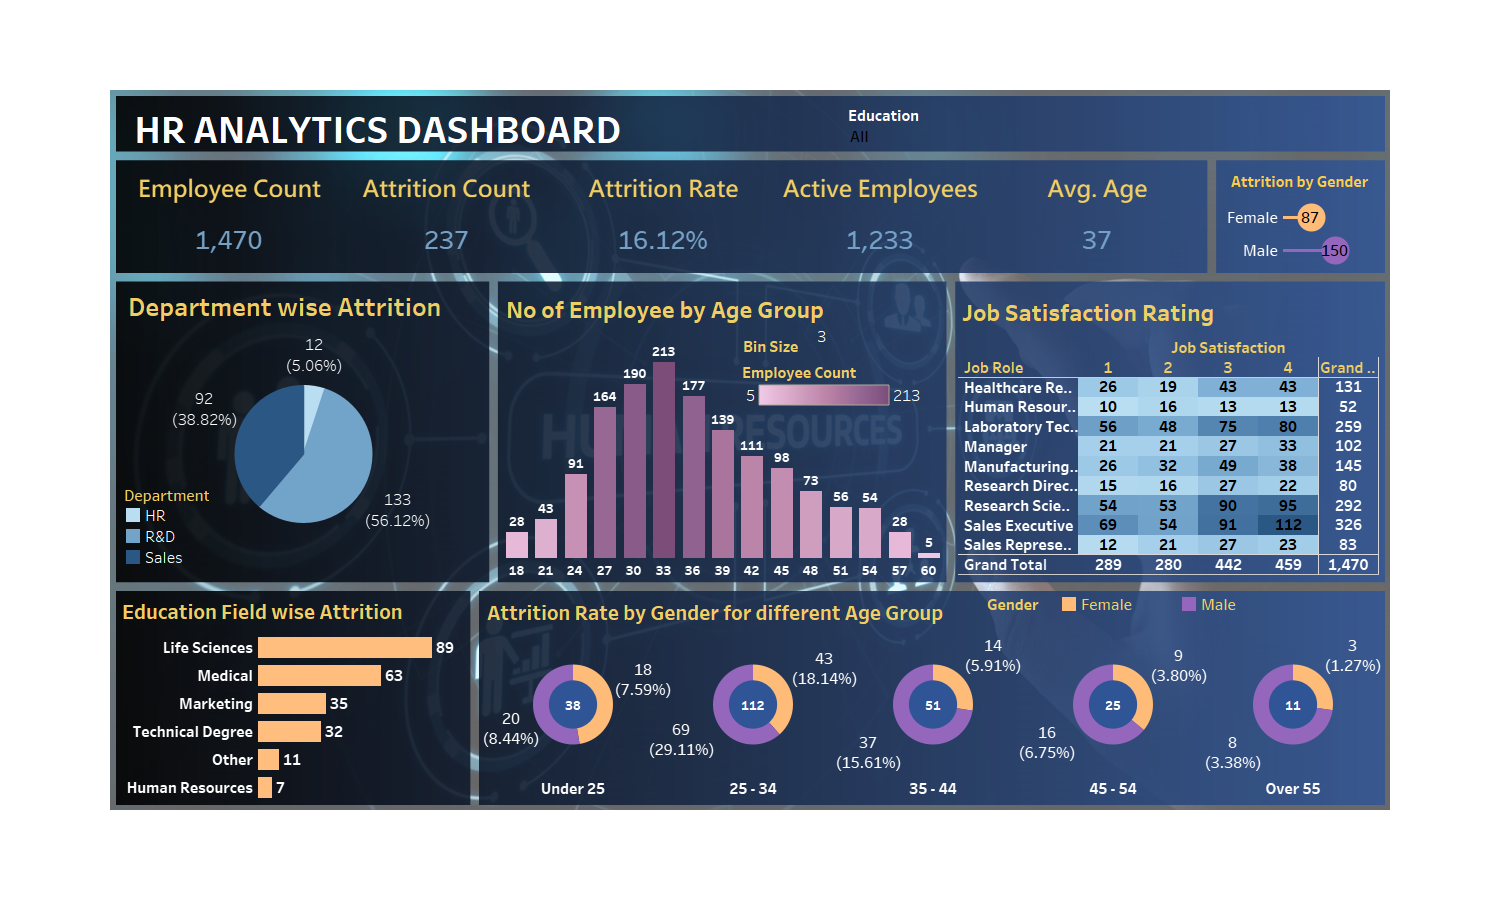 HR ANALYTICS DASHBOARD
Education
All
Employee Count
Attrition Count
Attrition Rate
Active Employees
Avg. Age
1,470
237
16.12%
1,233
37
Attrition by Gender
Female 87
Male 150
Department wise Attrition
12
(5.06%)
92
(38.82%)
133
(56.12%)
Department
HR
R&D
Sales
No of Employee by Age Group
Bin Size 3
Employee Count
5 213
28 43 91 164 190 213 177 139 111 98 73 56 54 28 5
18 21 24 27 30 33 36 39 42 45 48 51 54 57 60
HUMAN RESOURCES
Job Satisfaction Rating
Job Satisfaction
Job Role 1 2 3 4 Grand ..
Healthcare Re.. 26 19 43 43 131
Human Resour.. 10 16 13 13 52
Laboratory Tec.. 56 48 75 80 259
Manager 21 21 27 33 102
Manufacturing.. 26 32 49 38 145
Research Direc.. 15 16 27 22 80
Research Scie.. 54 53 90 95 292
Sales Executive 69 54 91 112 326
Sales Represe.. 12 21 27 23 83
Grand Total 289 280 442 459 1,470
Education Field wise Attrition
Life Sciences 89
Medical 63
Marketing 35
Technical Degree 32
Other 11
Human Resources 7
Attrition Rate by Gender for different Age Group
Gender Female Male
18
(7.59%)
38
20
(8.44%)
Under 25
43
(18.14%)
112
69
(29.11%)
25 - 34
14
(5.91%)
51
37
(15.61%)
35 - 44
9
(3.80%)
25
16
(6.75%)
45 - 54
3
(1.27%)
11
8
(3.38%)
Over 55